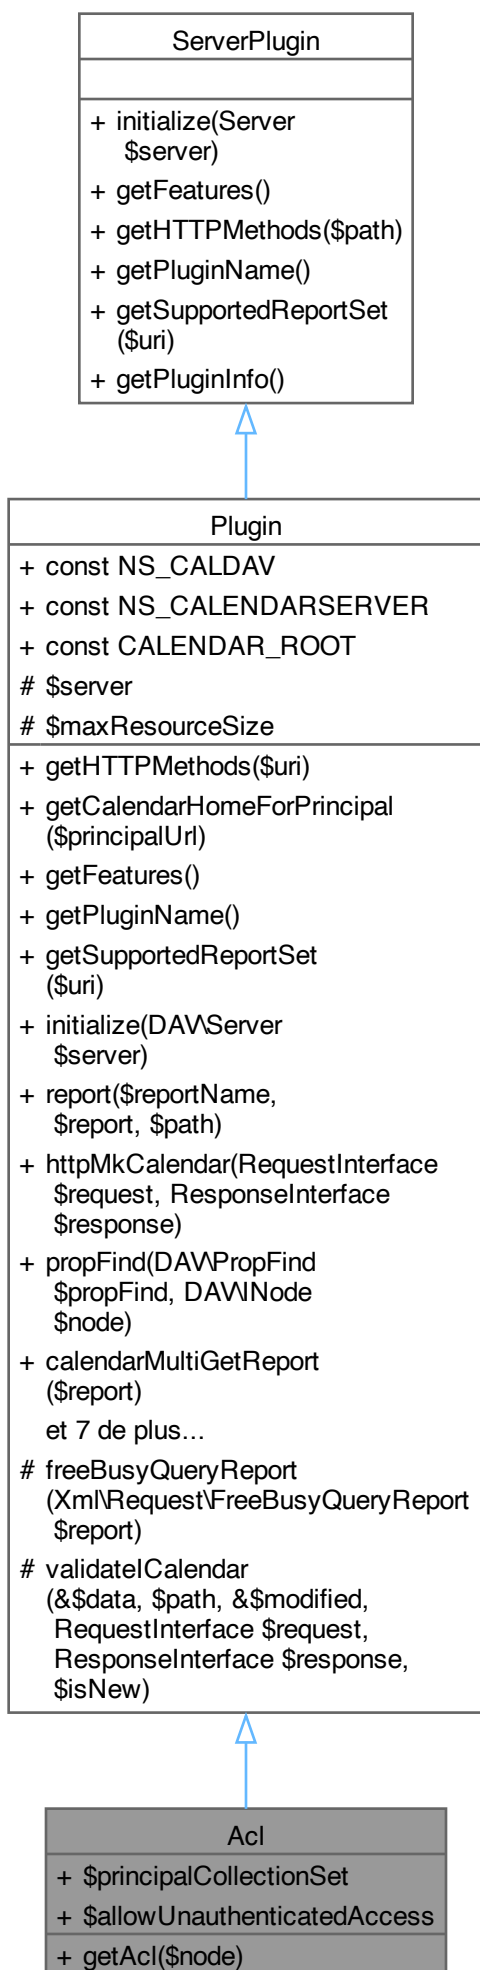 ServerPlugin
+ initialize(Server
$server)
+ getFeatures()
+ getHTTPMethods($path)
+ getPluginName()
+ getSupportedReportSet
($uri)
+ getPluginInfo()
Plugin
+ const NS_CALDAV
+ const NS_CALENDARSERVER
+ const CALENDAR_ROOT
# $server
# $maxResourceSize
+ getHTTPMethods($uri)
+ getCalendarHomeForPrincipal
($principalUrl)
+ getFeatures()
+ getPluginName()
+ getSupportedReportSet
($uri)
+ initialize(DAV\Server
$server)
+ report($reportName,
$report, $path)
+ httpMkCalendar(RequestInterface
$request, ResponseInterface
$response)
+ propFind(DAV\PropFind
$propFind, DAV\INode
$node)
+ calendarMultiGetReport
($report)
et 7 de plus...
# freeBusyQueryReport
(Xml\Request\FreeBusyQueryReport
$report)
# validateICalendar
(&$data, $path, &$modified,
RequestInterface $request,
ResponseInterface $response,
$isNew)
Acl
+ $principalCollectionSet
+ $allowUnauthenticatedAccess
+ getAcl($node)